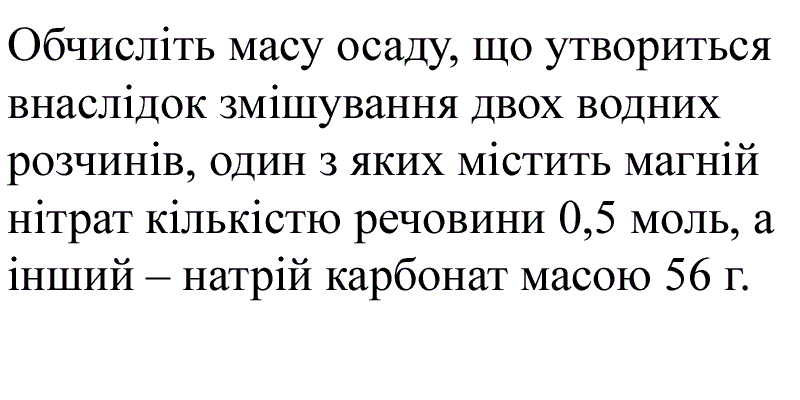 Обчисліть масу осаду, що утвориться
внаслідок змішування двох водних
розчинів, один з яких містить магній
нітрат кількістю речовини 0,5 моль, а
інший – натрій карбонат масою 56 г.